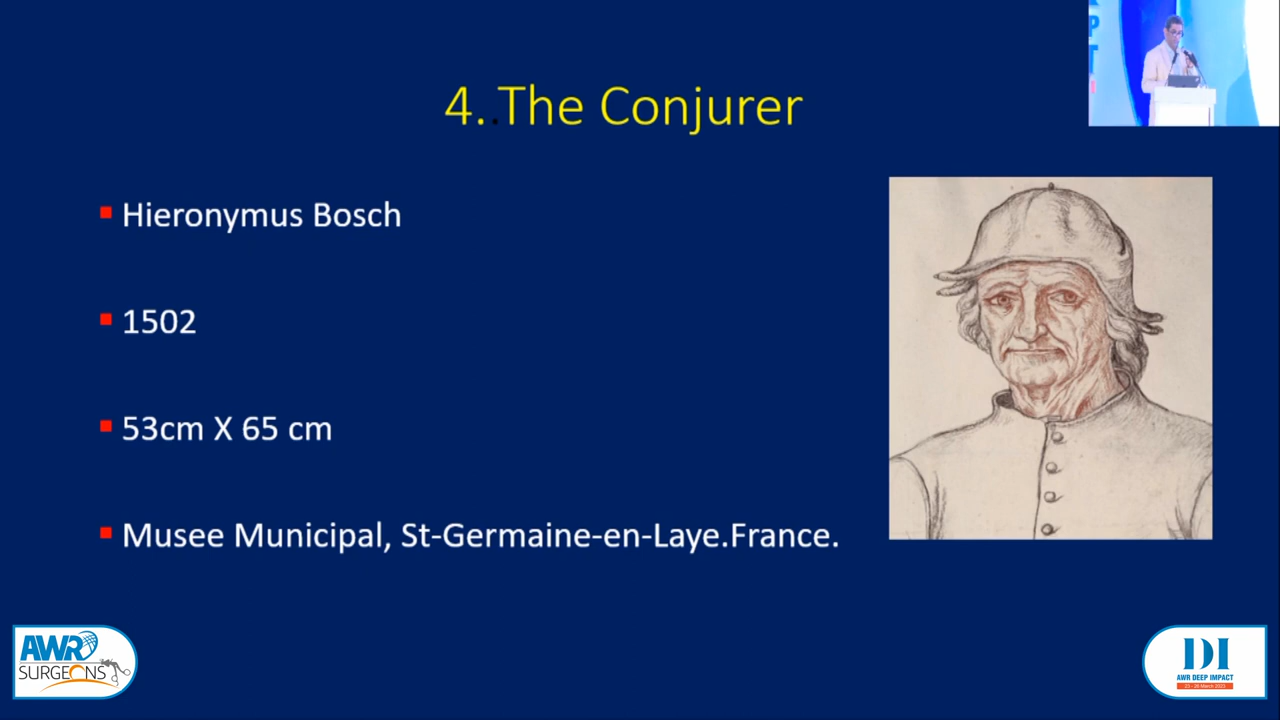 4..The Conjurer
Hieronymus Bosch
1502
53cm X 65 cm
Musee Municipal, St-Germaine-en-Laye.France.
AWR
SURGEONS
DI
AWR DEEP IMPACT